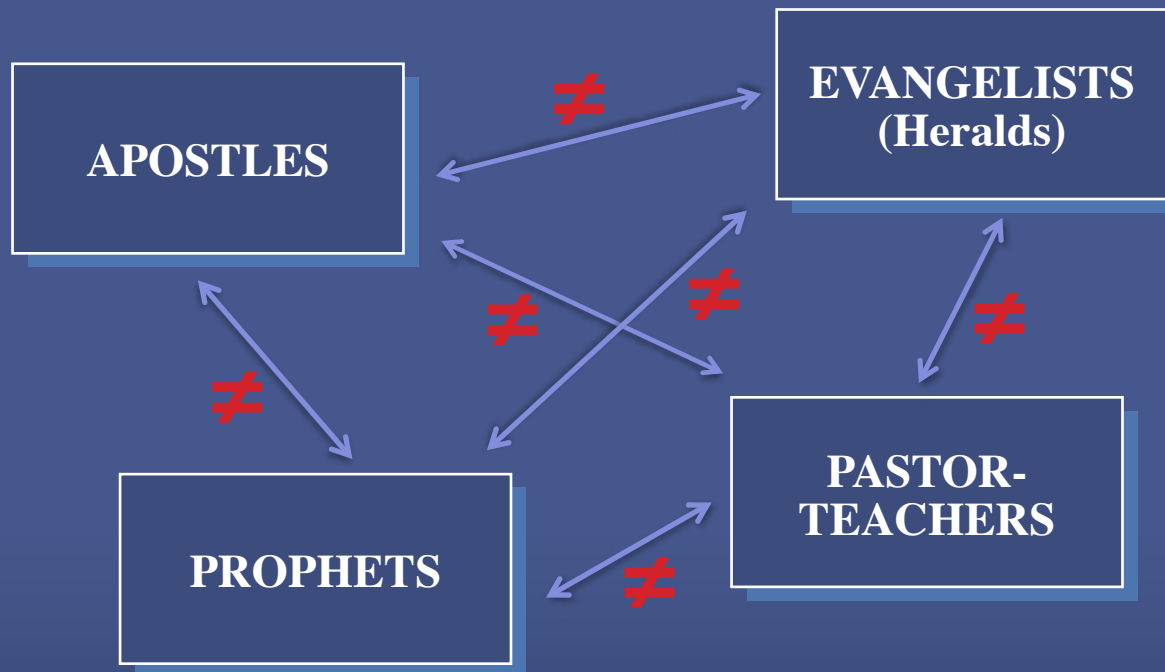 APOSTLES
≠
EVANGELISTS
(Heralds)
≠
≠
≠
≠
PROPHETS
≠
PASTOR-
TEACHERS